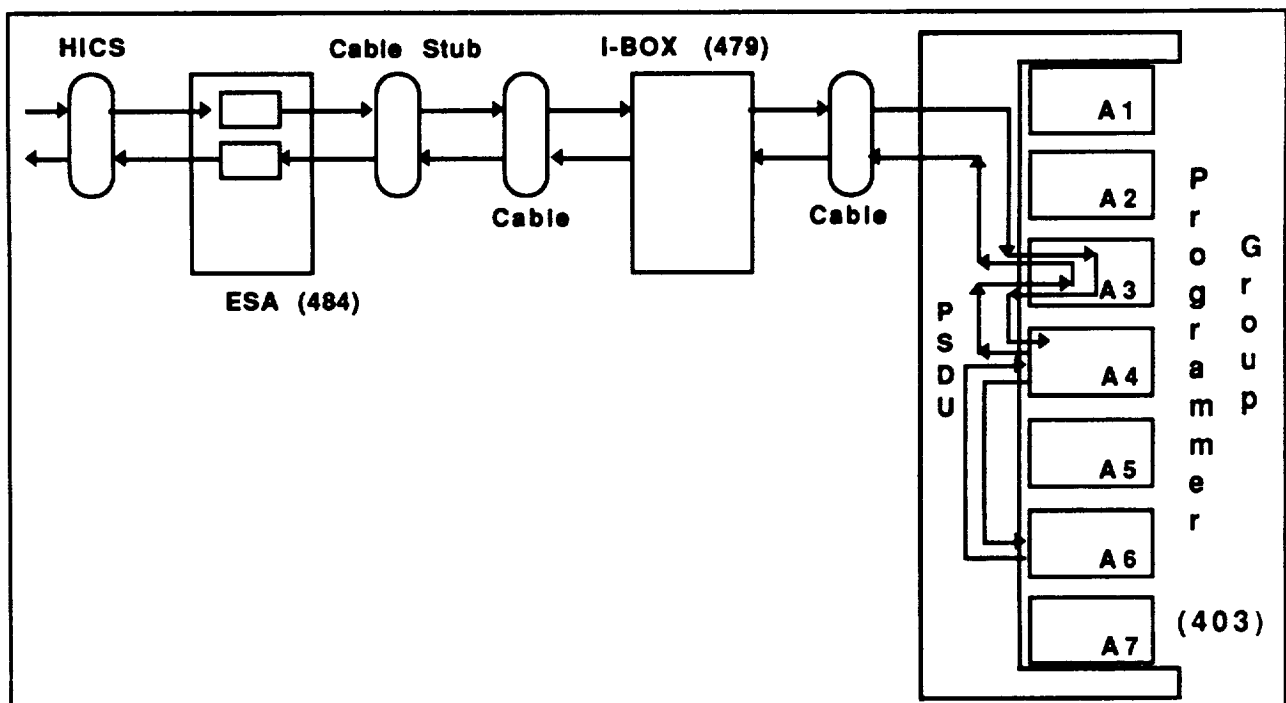 HICS
Cable Stub
I-BOX (479)
ESA (484)
Cable
Cable
PSDU
A1
A2
A3
A4
A5
A6
A7
Programmer
Group
(403)